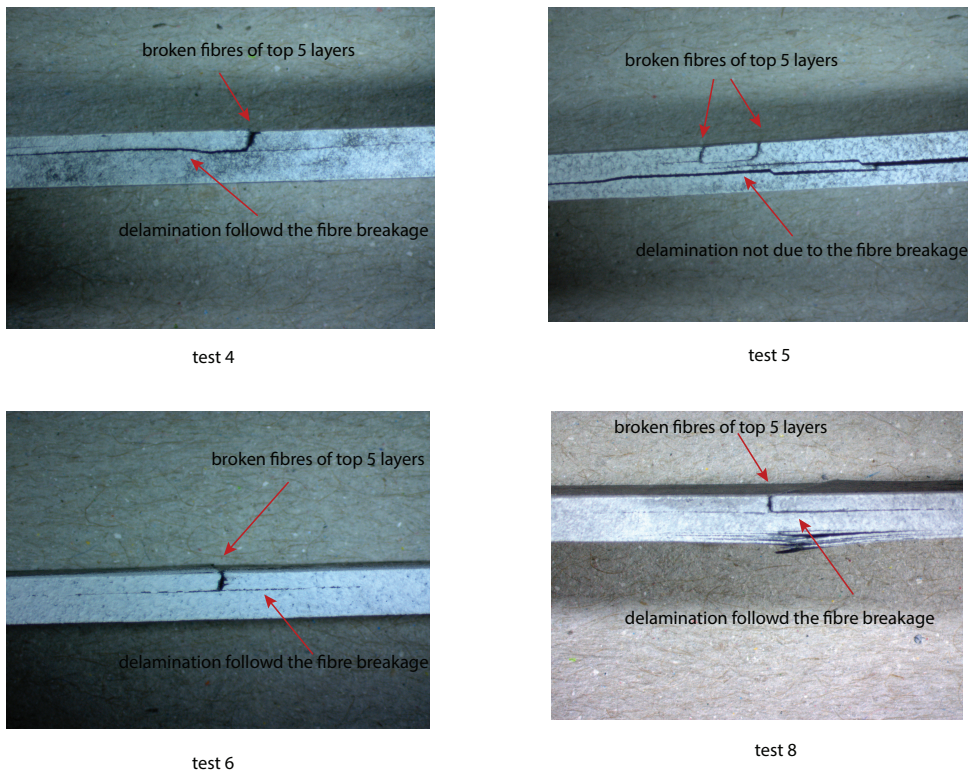 broken fibres of top 5 layers
delamination followd the fibre breakage
test 4
broken fibres of top 5 layers
delamination not due to the fibre breakage
test 5
broken fibres of top 5 layers
delamination followd the fibre breakage
test 6
broken fibres of top 5 layers
delamination followd the fibre breakage
test 8